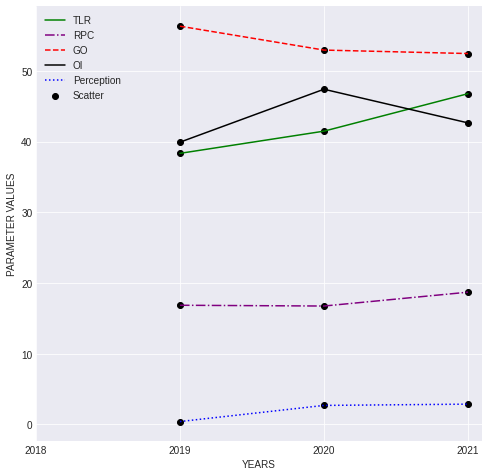 TLR
RPC
GO
OI
Perception
Scatter
50
40
30
20
10
0
PARAMETER VALUES
2018 2019 2020 2021
YEARS